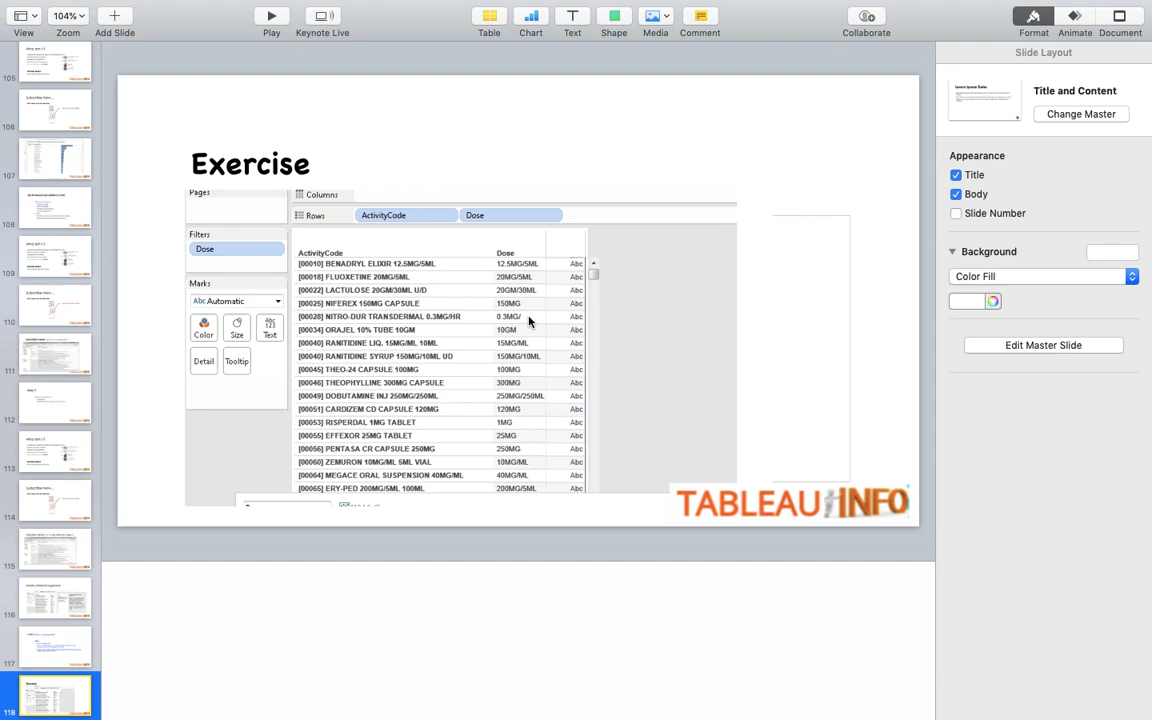 104%
View
Zoom
Add Slide
Play
Keynote Live
Table
Chart
Text
Shape
Media
Comment
Collaborate
Format
Animate
Document
Slide Layout
Title and Content
Change Master
Appearance
Title
Body
Slide Number
Background
Color Fill
Edit Master Slide
105
106
107
108
109
110
111
112
113
114
115
116
117
118
Exercise
Pages
Columns
Rows ActivityCode Dose
Filters
Dose
Marks
Abc Automatic
Color Size Abc 123 Text
Detail Tooltip
ActivityCode Dose
[00010] BENADRYL ELIXIR 12.5MG/5ML 12.5MG/5ML Abc
[00018] FLUOXETINE 20MG/5ML 20MG/5ML Abc
[00022] LACTULOSE 20GM/30ML U/D 20GM/30ML Abc
[00025] NIFEREX 150MG CAPSULE 150MG Abc
[00028] NITRO-DUR TRANSDERMAL 0.3MG/HR 0.3MG/ Abc
[00034] ORAJEL 10% TUBE 10GM 10GM Abc
[00040] RANITIDINE LIQ. 15MG/ML 10ML 15MG/ML Abc
[00040] RANITIDINE SYRUP 150MG/10ML UD 150MG/10ML Abc
[00045] THEO-24 CAPSULE 100MG 100MG Abc
[00046] THEOPHYLLINE 300MG CAPSULE 300MG Abc
[00049] DOBUTAMINE INJ 250MG/250ML 250MG/250ML Abc
[00051] CARDIZEM CD CAPSULE 120MG 120MG Abc
[00053] RISPERDAL 1MG TABLET 1MG Abc
[00055] EFFEXOR 25MG TABLET 25MG Abc
[00056] PENTASA CR CAPSULE 250MG 250MG Abc
[00060] ZEMURON 10MG/ML 5ML VIAL 10MG/ML Abc
[00064] MEGACE ORAL SUSPENSION 40MG/ML 40MG/ML Abc
[00065] ERY-PED 200MG/5ML 100ML 200MG/5ML Abc
TABLEAU INFO